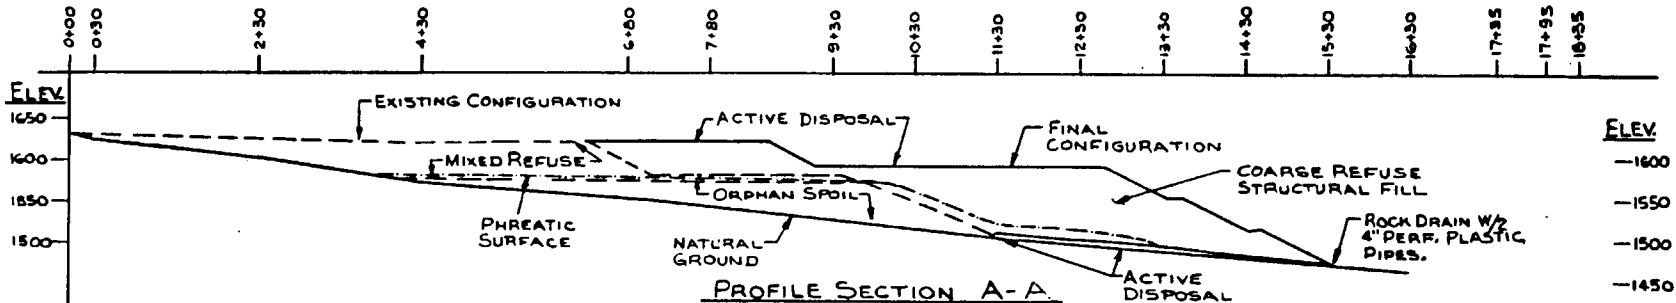 0+00
0+30
2+30
4+30
6+80
7+80
9+30
10+30
11+30
12+30
13+30
14+30
15+30
16+30
17+35
17+95
18+35
ELEV.
1650
1600
1550
1500
EXISTING CONFIGURATION
MIXED REFUSE
ACTIVE DISPOSAL
FINAL
CONFIGURATION
ORPHAN SPOIL
PHREATIC
SURFACE
NATURAL
GROUND
COARSE REFUSE
STRUCTURAL FILL
ROCK DRAIN W/2
4" PERF. PLASTIC
PIPES.
ACTIVE
DISPOSAL
ELEV.
1600
1550
1500
1450
PROFILE SECTION A-A